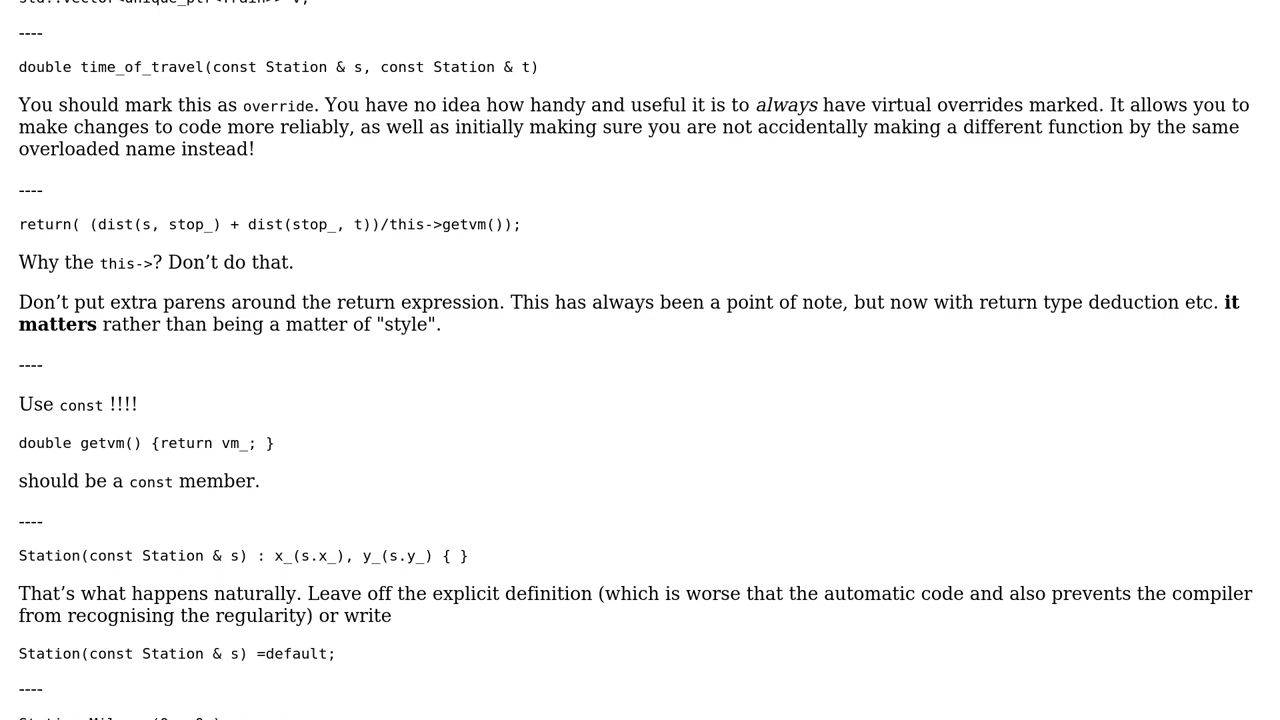 std::vector<unique_ptr<Train>> v;
----
double time_of_travel(const Station & s, const Station & t)
You should mark this as override. You have no idea how handy and useful it is to always have virtual overrides marked. It allows you to
make changes to code more reliably, as well as initially making sure you are not accidentally making a different function by the same
overloaded name instead!
----
return( (dist(s, stop_) + dist(stop_, t))/this->getvm());
Why the this->? Don’t do that.
Don’t put extra parens around the return expression. This has always been a point of note, but now with return type deduction etc. it
matters rather than being a matter of "style".
----
Use const !!!!
double getvm() {return vm_; }
should be a const member.
----
Station(const Station & s) : x_(s.x_), y_(s.y_) { }
That’s what happens naturally. Leave off the explicit definition (which is worse that the automatic code and also prevents the compiler
from recognising the regularity) or write
Station(const Station & s) =default;
----